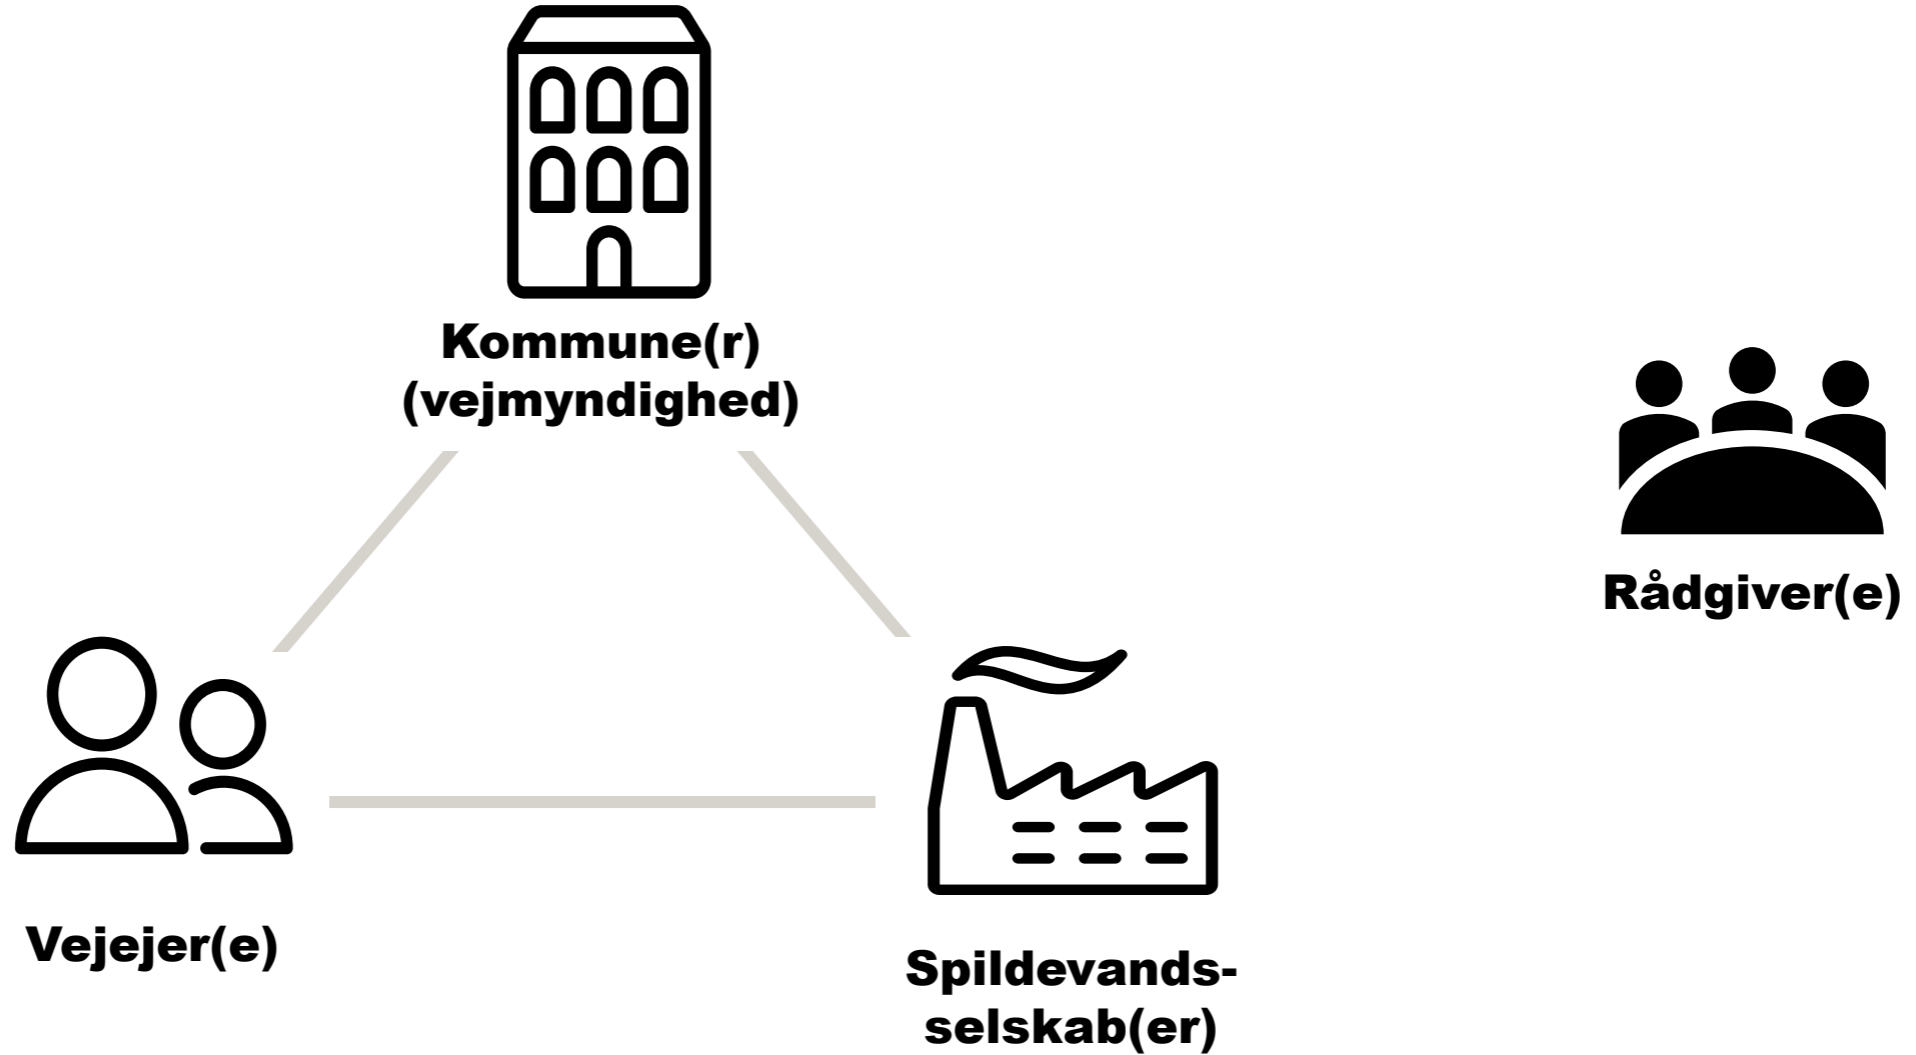 Kommune(r)
(vejmyndighed)
Rådgiver(e)
Vejejer(e)
Spildevands-
selskab(er)